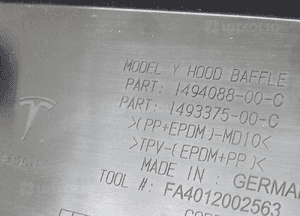 MODEL Y HOOD BAFFLE
PART: 1494088-00-C
PART: 1493375-00-C
>(PP+EPDM)-MD10<
>TPV-(EPDM+PP)<
MADE IN: GERMAN
TOOL #: FA4012002563